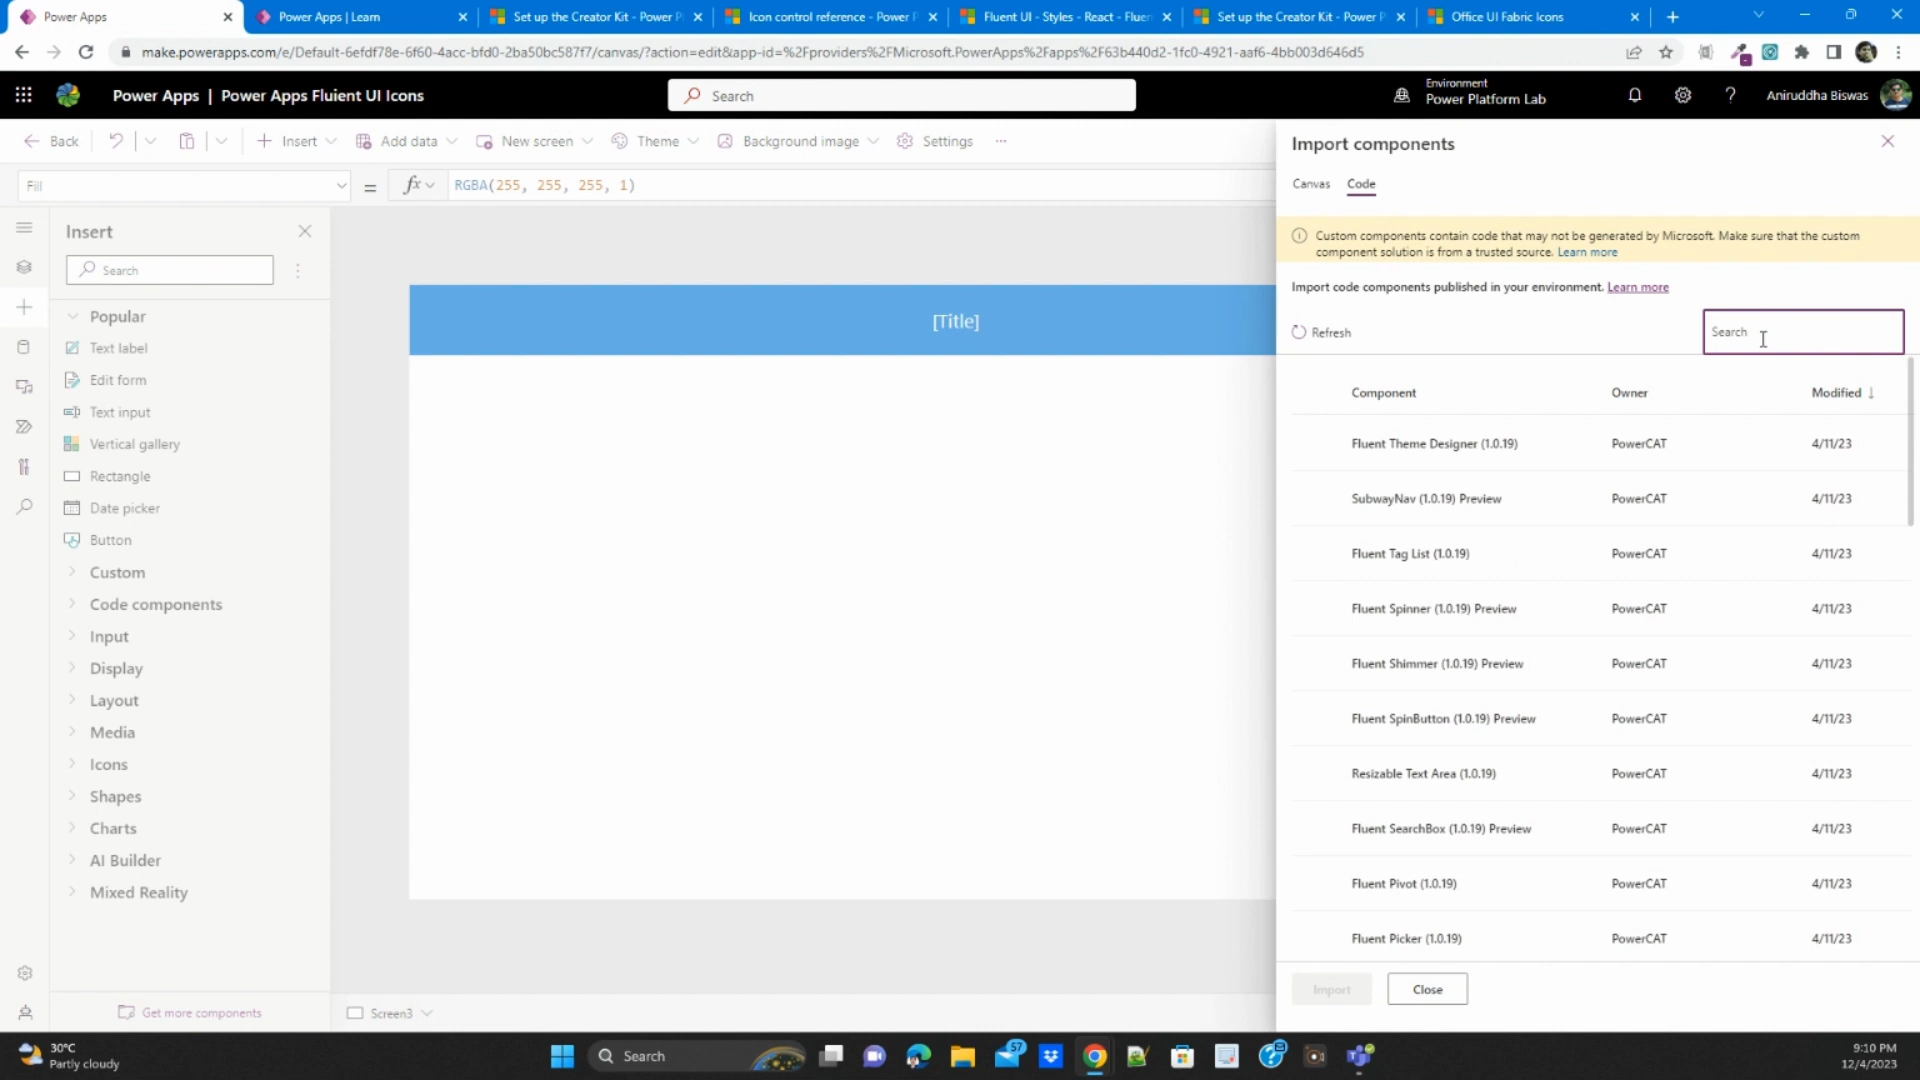 Power Apps
Power Apps | Learn
Set up the Creator Kit - Power P
Icon control reference - Power P
Fluent UI - Styles - React - Fluen
Set up the Creator Kit - Power P
Office UI Fabric Icons
make.powerapps.com/e/Default-6efdf78e-6f60-4acc-bfd0-2ba50bc587f7/canvas/?action=edit&app-id=%2Fproviders%2FMicrosoft.PowerApps%2Fapps%2F63b440d2-1fc0-4921-aaf6-4bb003d646d5
Power Apps | Power Apps Fluient UI Icons
Search
Environment
Power Platform Lab
Aniruddha Biswas
Back
Insert
Add data
New screen
Theme
Background image
Settings
Fill
=
fx
RGBA(255, 255, 255, 1)
Insert
Search
Popular
Text label
Edit form
Text input
Vertical gallery
Rectangle
Date picker
Button
Custom
Code components
Input
Display
Layout
Media
Icons
Shapes
Charts
AI Builder
Mixed Reality
Get more components
[Title]
Screen3
Import components
Canvas
Code
Custom components contain code that may not be generated by Microsoft. Make sure that the custom
component solution is from a trusted source. Learn more
Import code components published in your environment. Learn more
Refresh
Search
Component Owner Modified
Fluent Theme Designer (1.0.19) PowerCAT 4/11/23
SubwayNav (1.0.19) Preview PowerCAT 4/11/23
Fluent Tag List (1.0.19) PowerCAT 4/11/23
Fluent Spinner (1.0.19) Preview PowerCAT 4/11/23
Fluent Shimmer (1.0.19) Preview PowerCAT 4/11/23
Fluent SpinButton (1.0.19) Preview PowerCAT 4/11/23
Resizable Text Area (1.0.19) PowerCAT 4/11/23
Fluent SearchBox (1.0.19) Preview PowerCAT 4/11/23
Fluent Pivot (1.0.19) PowerCAT 4/11/23
Fluent Picker (1.0.19) PowerCAT 4/11/23
Import
Close
30°C
Partly cloudy
Search
57
9:10 PM
12/4/2023